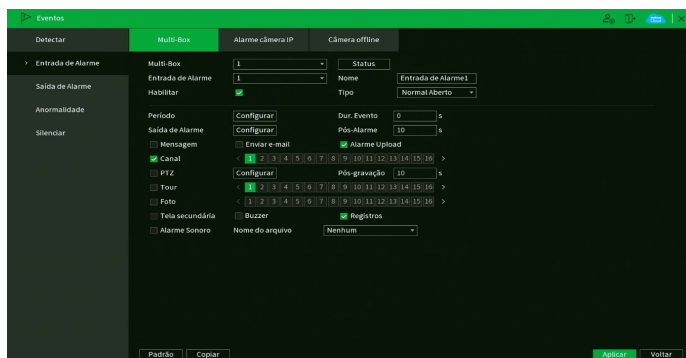 Eventos
Detectar
Entrada de Alarme
Saída de Alarme
Anormalidade
Silenciar
Multi-Box Alarme câmera IP Câmera offline
Multi-Box 1 Status
Entrada de Alarme 1 Nome Entrada de Alarme1
Habilitar Tipo Normal Aberto
Período Configurar Dur. Evento 0 s
Saída de Alarme Configurar Pós-Alarme 10 s
Mensagem Enviar e-mail Alarme Upload
Canal < 1 2 3 4 5 6 7 8 9 10 11 12 13 14 15 16 >
PTZ Configurar Pós-gravação 10 s
Tour < 1 2 3 4 5 6 7 8 9 10 11 12 13 14 15 16 >
Foto < 1 2 3 4 5 6 7 8 9 10 11 12 13 14 15 16 >
Tela secundária Buzzer Registros
Alarme Sonoro Nome do arquivo Nenhum
Padrão Copiar Aplicar Voltar